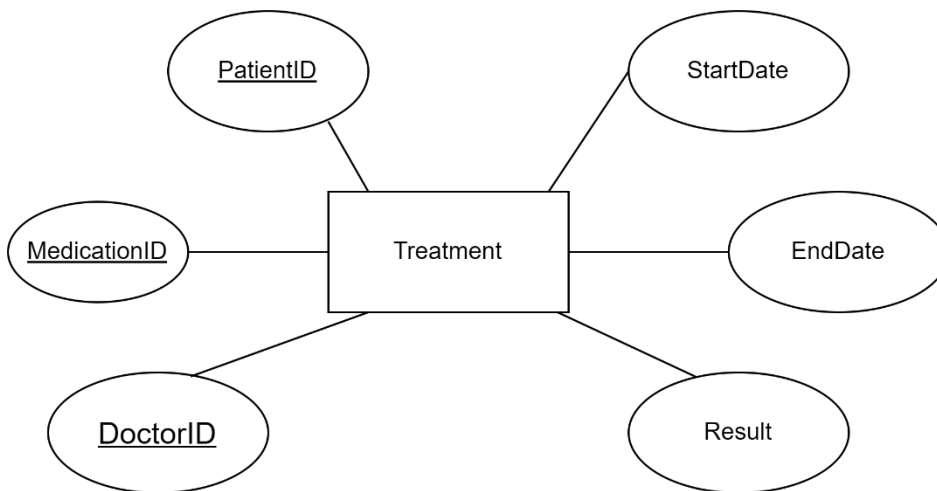 PatientID
StartDate
MedicationID
Treatment
EndDate
DoctorID
Result